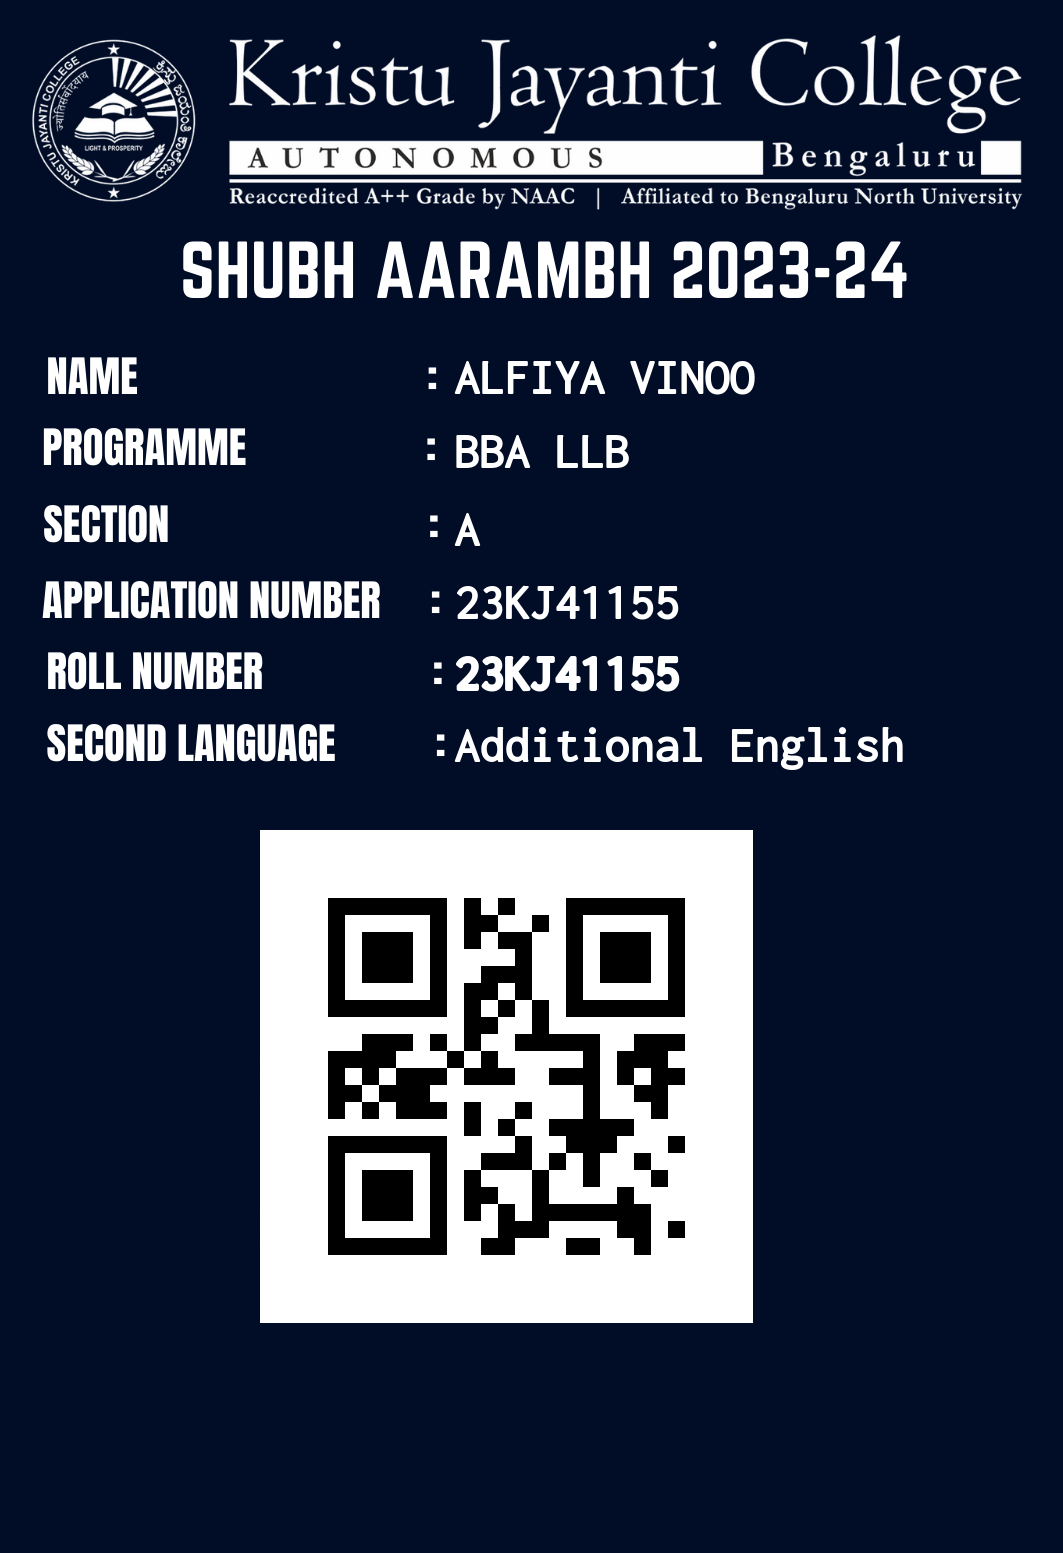 Kristu Jayanti College
AUTONOMOUS Bengaluru
Reaccredited A++ Grade by NAAC | Affiliated to Bengaluru North University
KRISTU JAYANTI COLLEGE
LIGHT & PROSPERITY
SHUBH AARAMBH 2023-24
NAME : ALFIYA VINOO
PROGRAMME : BBA LLB
SECTION : A
APPLICATION NUMBER : 23KJ41155
ROLL NUMBER : 23KJ41155
SECOND LANGUAGE :Additional English